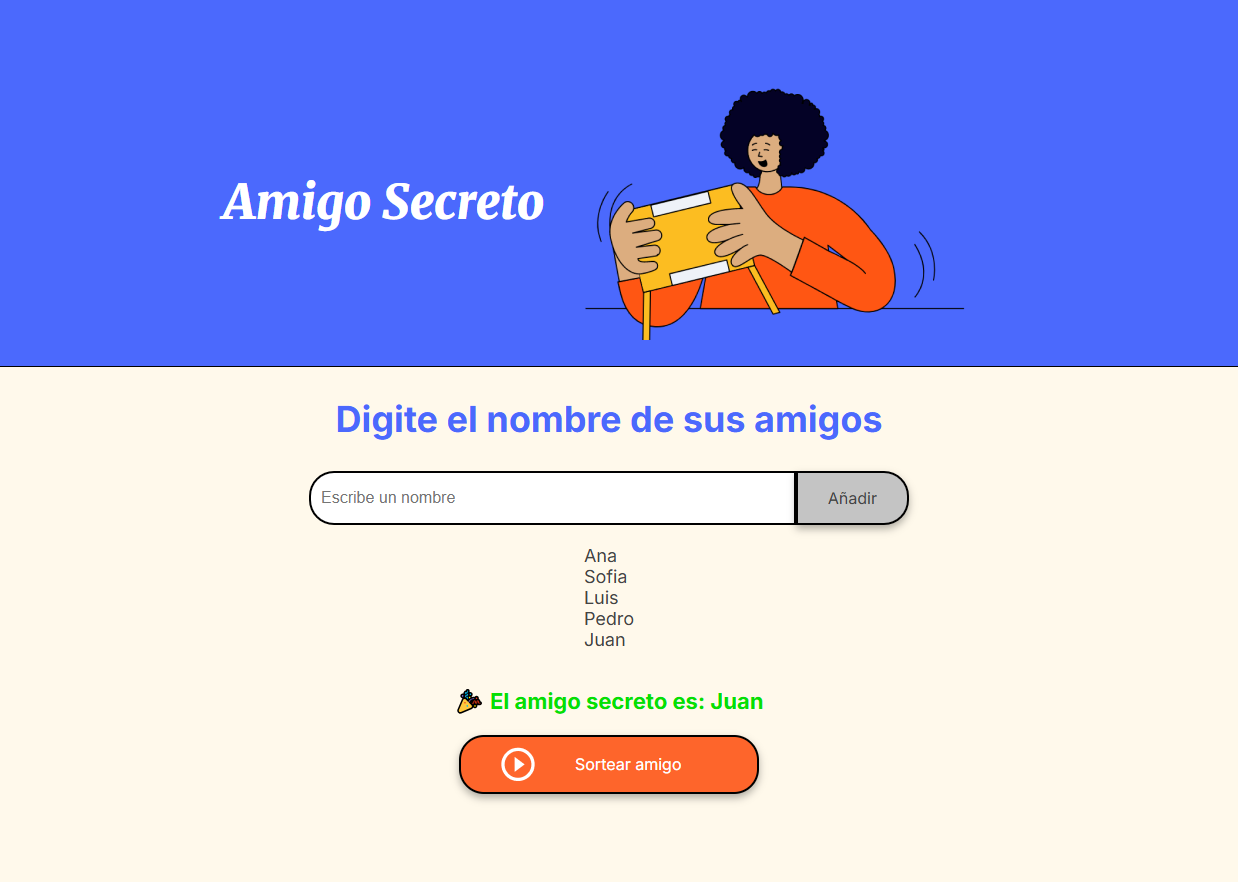 Amigo Secreto
Digite el nombre de sus amigos
Escribe un nombre
Añadir
Ana
Sofia
Luis
Pedro
Juan
🎉 El amigo secreto es: Juan
Sortear amigo